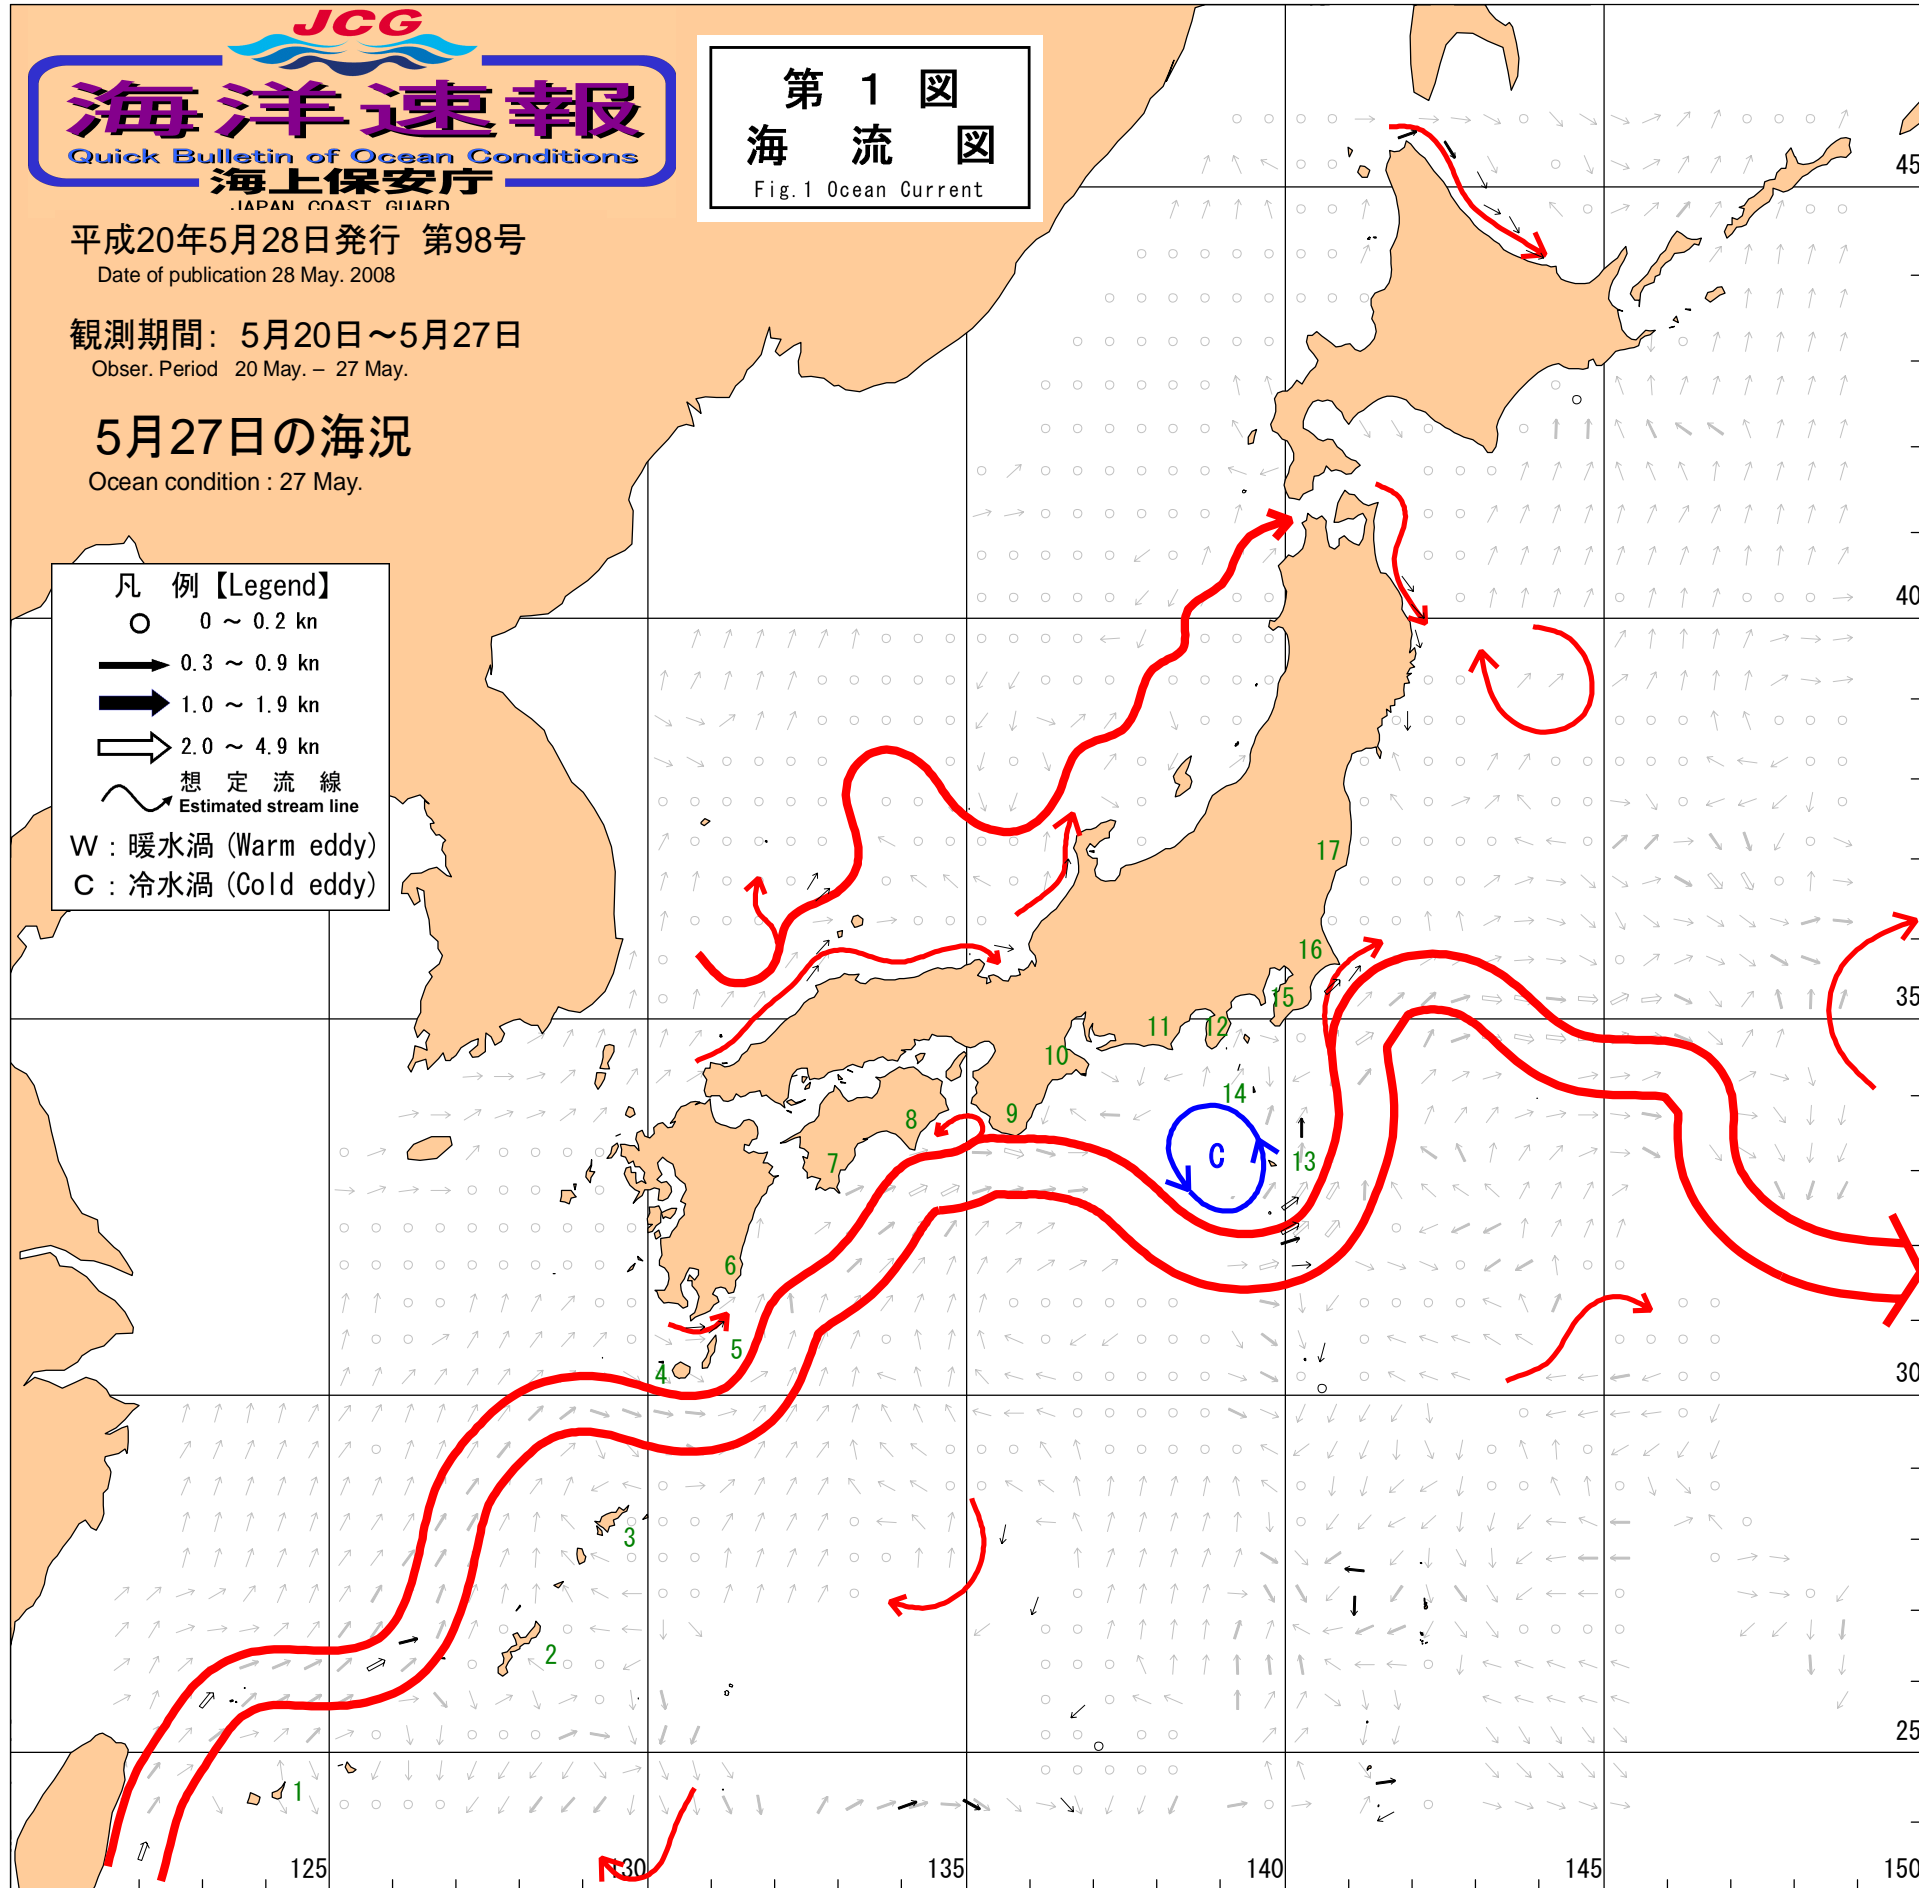 JCG
海洋速報
Quick Bulletin of Ocean Conditions
海上保安庁
JAPAN COAST GUARD
平成20年5月28日発行 第98号
Date of publication 28 May. 2008
観測期間: 5月20日～5月27日
Obser. Period 20 May. – 27 May.
5月27日の海況
Ocean condition : 27 May.
第 1 図
海 流 図
Fig.1 Ocean Current
凡 例【Legend】
0 ～ 0.2 kn
0.3 ～ 0.9 kn
1.0 ～ 1.9 kn
2.0 ～ 4.9 kn
想 定 流 線
Estimated stream line
W : 暖水渦 (Warm eddy)
C : 冷水渦 (Cold eddy)
45
40
17
16
15
35
11
12
10
14
8
9
7
C
13
6
5
4
30
3
2
25
1
125
130
135
140
145
150